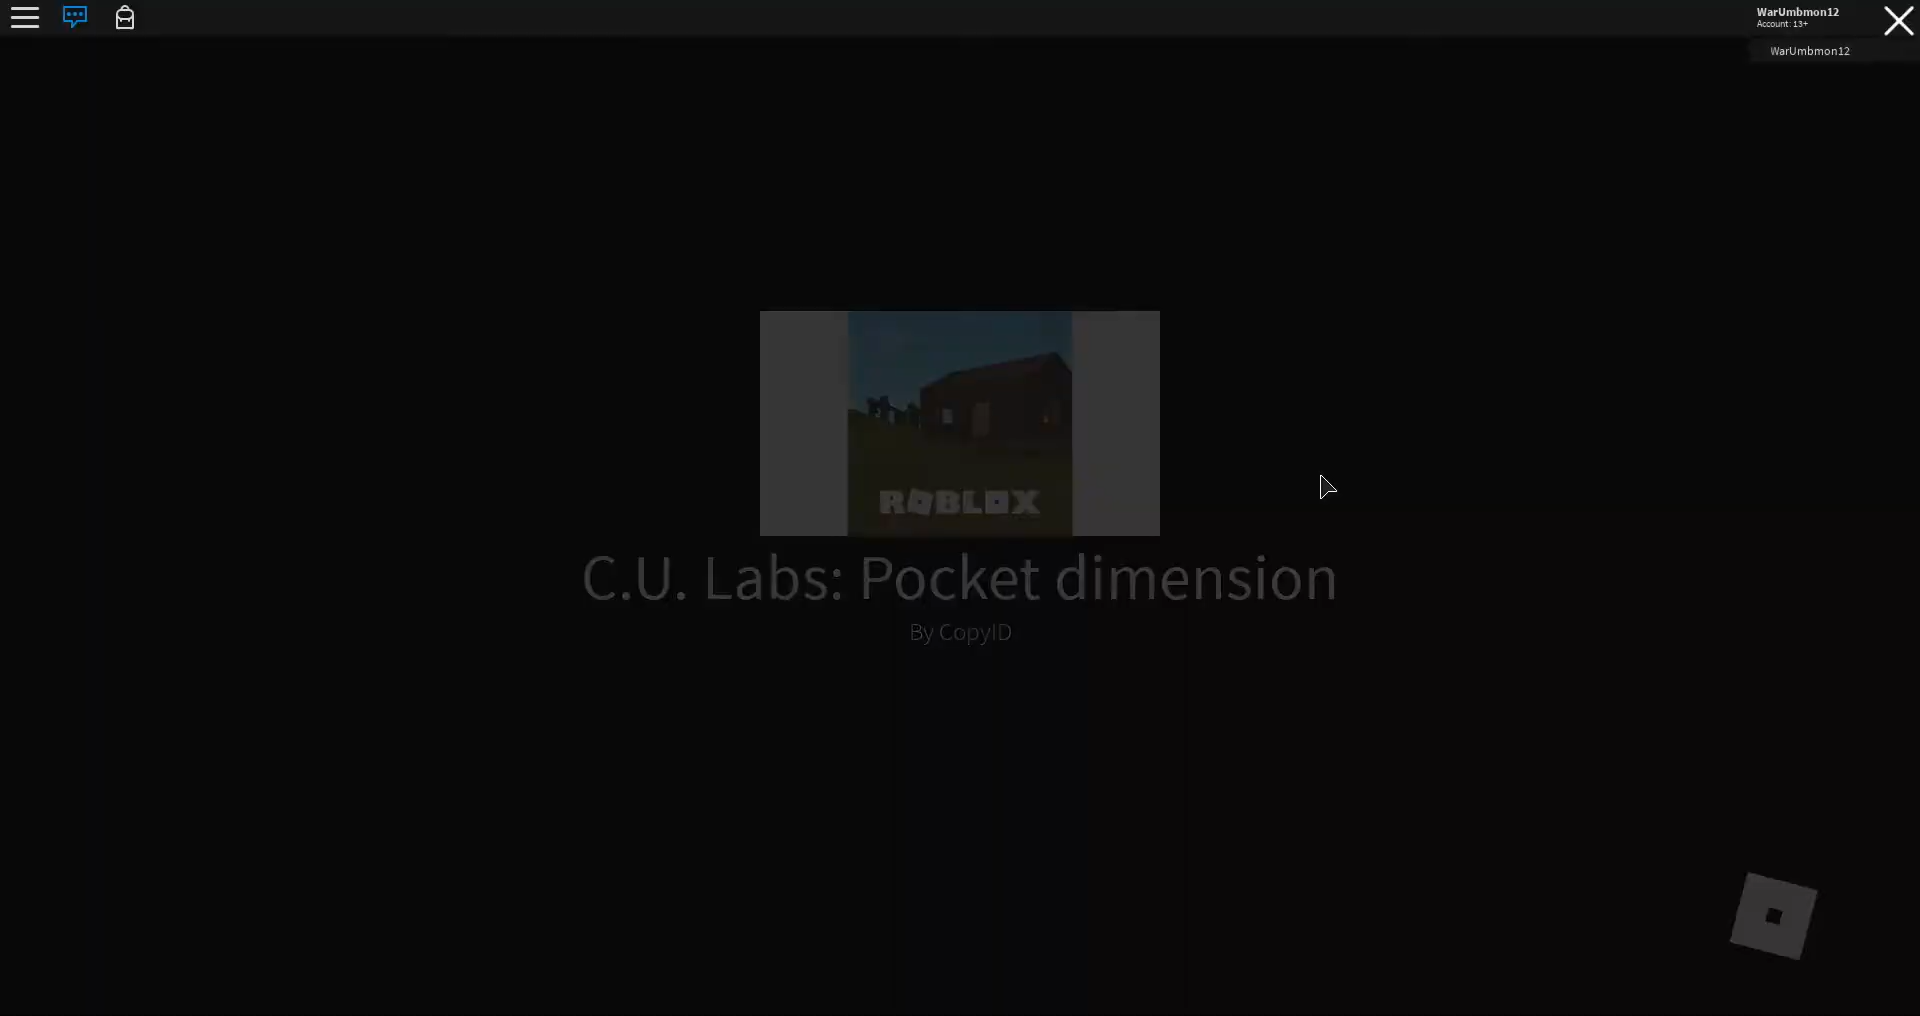 WarUmbmon12
Account: 13+
WarUmbmon12
ROBLOX
C.U. Labs: Pocket dimension
By CopyID